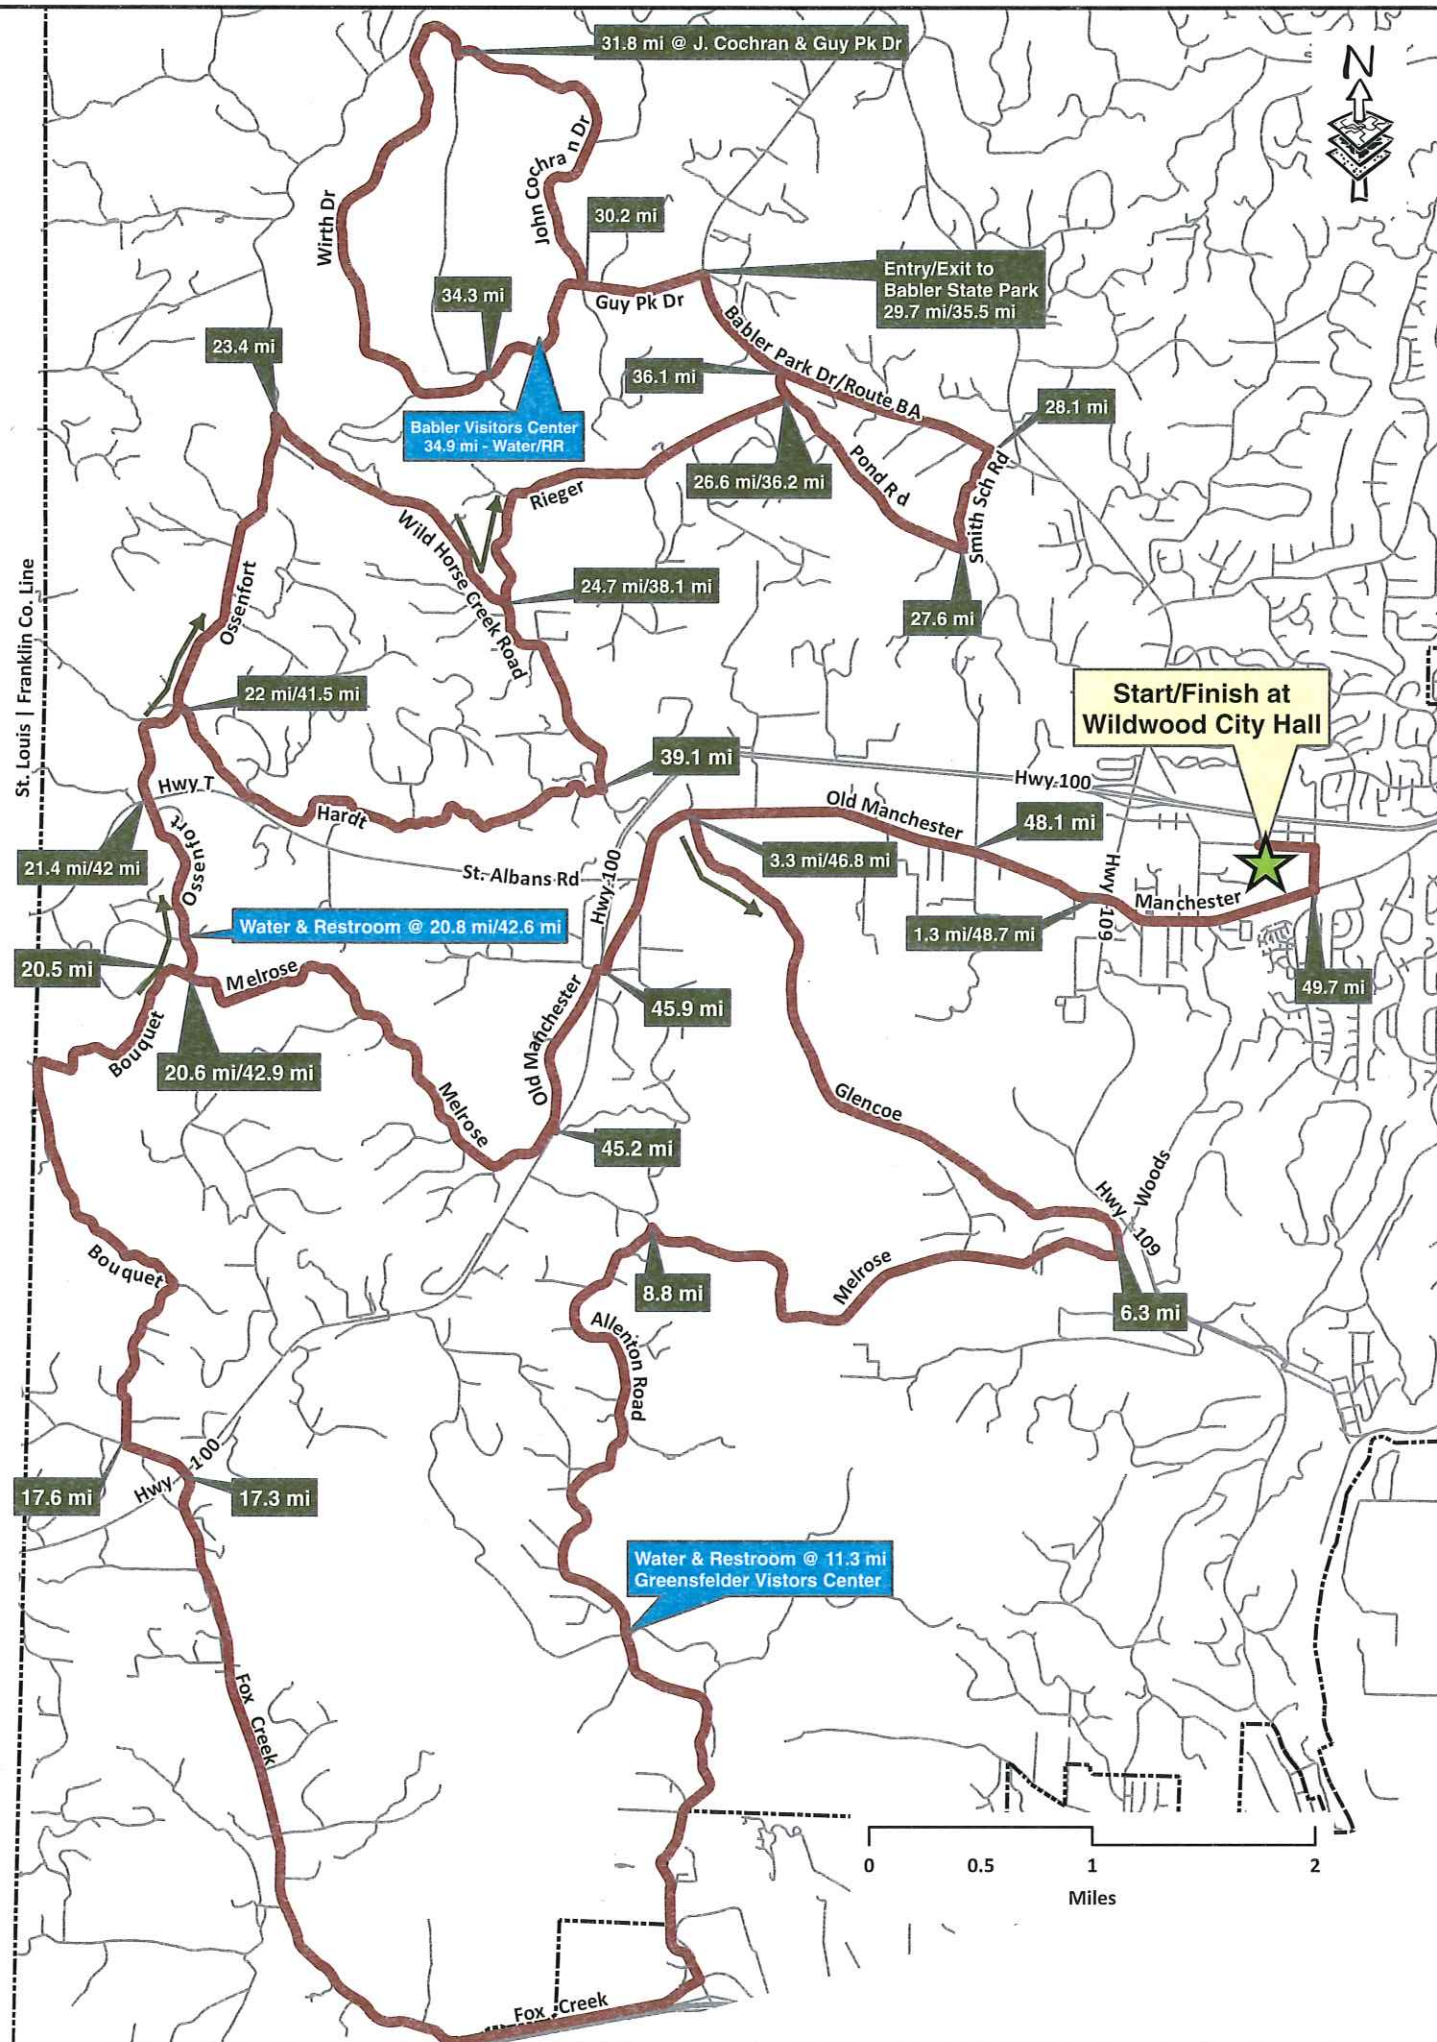 31.8 mi @ J. Cochran & Guy Pk Dr
N
John Cochran Dr
Wirth Dr
30.2 mi
Entry/Exit to
Babler State Park
29.7 mi/35.5 mi
34.3 mi
Guy Pk Dr
Babler Park Dr/Route BA
23.4 mi
36.1 mi
28.1 mi
Babler Visitors Center
34.9 mi - Water/RR
26.6 mi/36.2 mi
Pond Rd
Smith Sch Rd
Rieger
Wild Horse Creek Road
24.7 mi/38.1 mi
27.6 mi
Ossenfort
St. Louis | Franklin Co. Line
22 mi/41.5 mi
Start/Finish at
Wildwood City Hall
39.1 mi
Hwy 100
Hwy T
Hardt
Old Manchester
48.1 mi
21.4 mi/42 mi
Ossenfort
St. Albans Rd
Hwy 100
3.3 mi/46.8 mi
Hwy 109
Manchester
1.3 mi/48.7 mi
Water & Restroom @ 20.8 mi/42.6 mi
20.5 mi
Melrose
49.7 mi
45.9 mi
Old Manchester
Bouquet
20.6 mi/42.9 mi
Melrose
Glencoe
45.2 mi
Woods
Hwy 109
Bouquet
8.8 mi
Melrose
6.3 mi
Allenton Road
Hwy 100
17.6 mi
17.3 mi
Water & Restroom @ 11.3 mi
Greensfelder Vistors Center
Fox Creek
0 0.5 1 2
Miles
Fox Creek